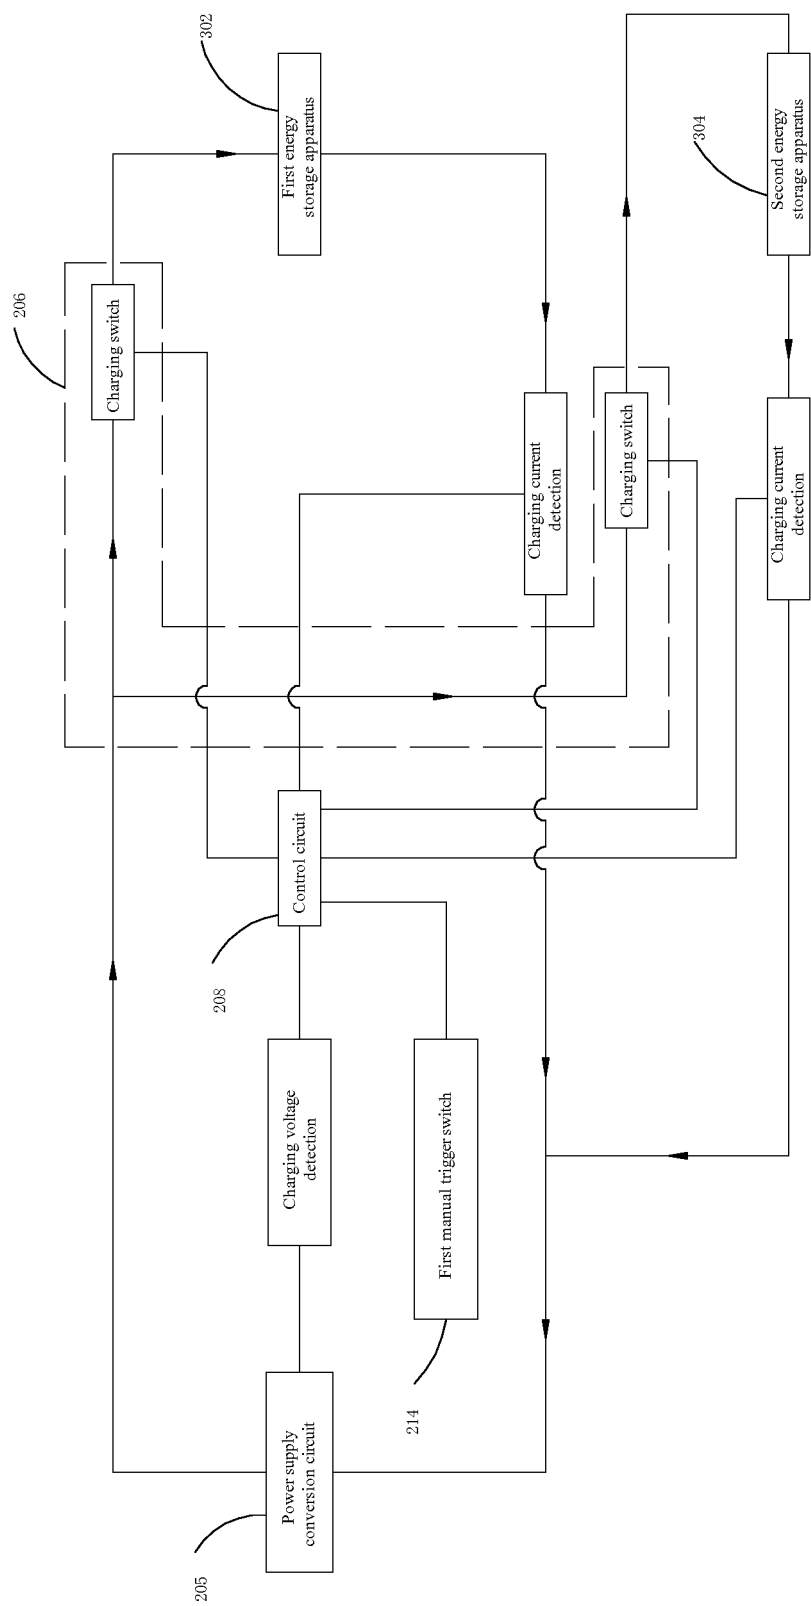 302
First energy
storage apparatus
304
Second energy
storage apparatus
206
Charging switch
Charging current
detection
Charging switch
Charging current
detection
208
Control circuit
Charging voltage
detection
First manual trigger switch
214
Power supply
conversion circuit
205